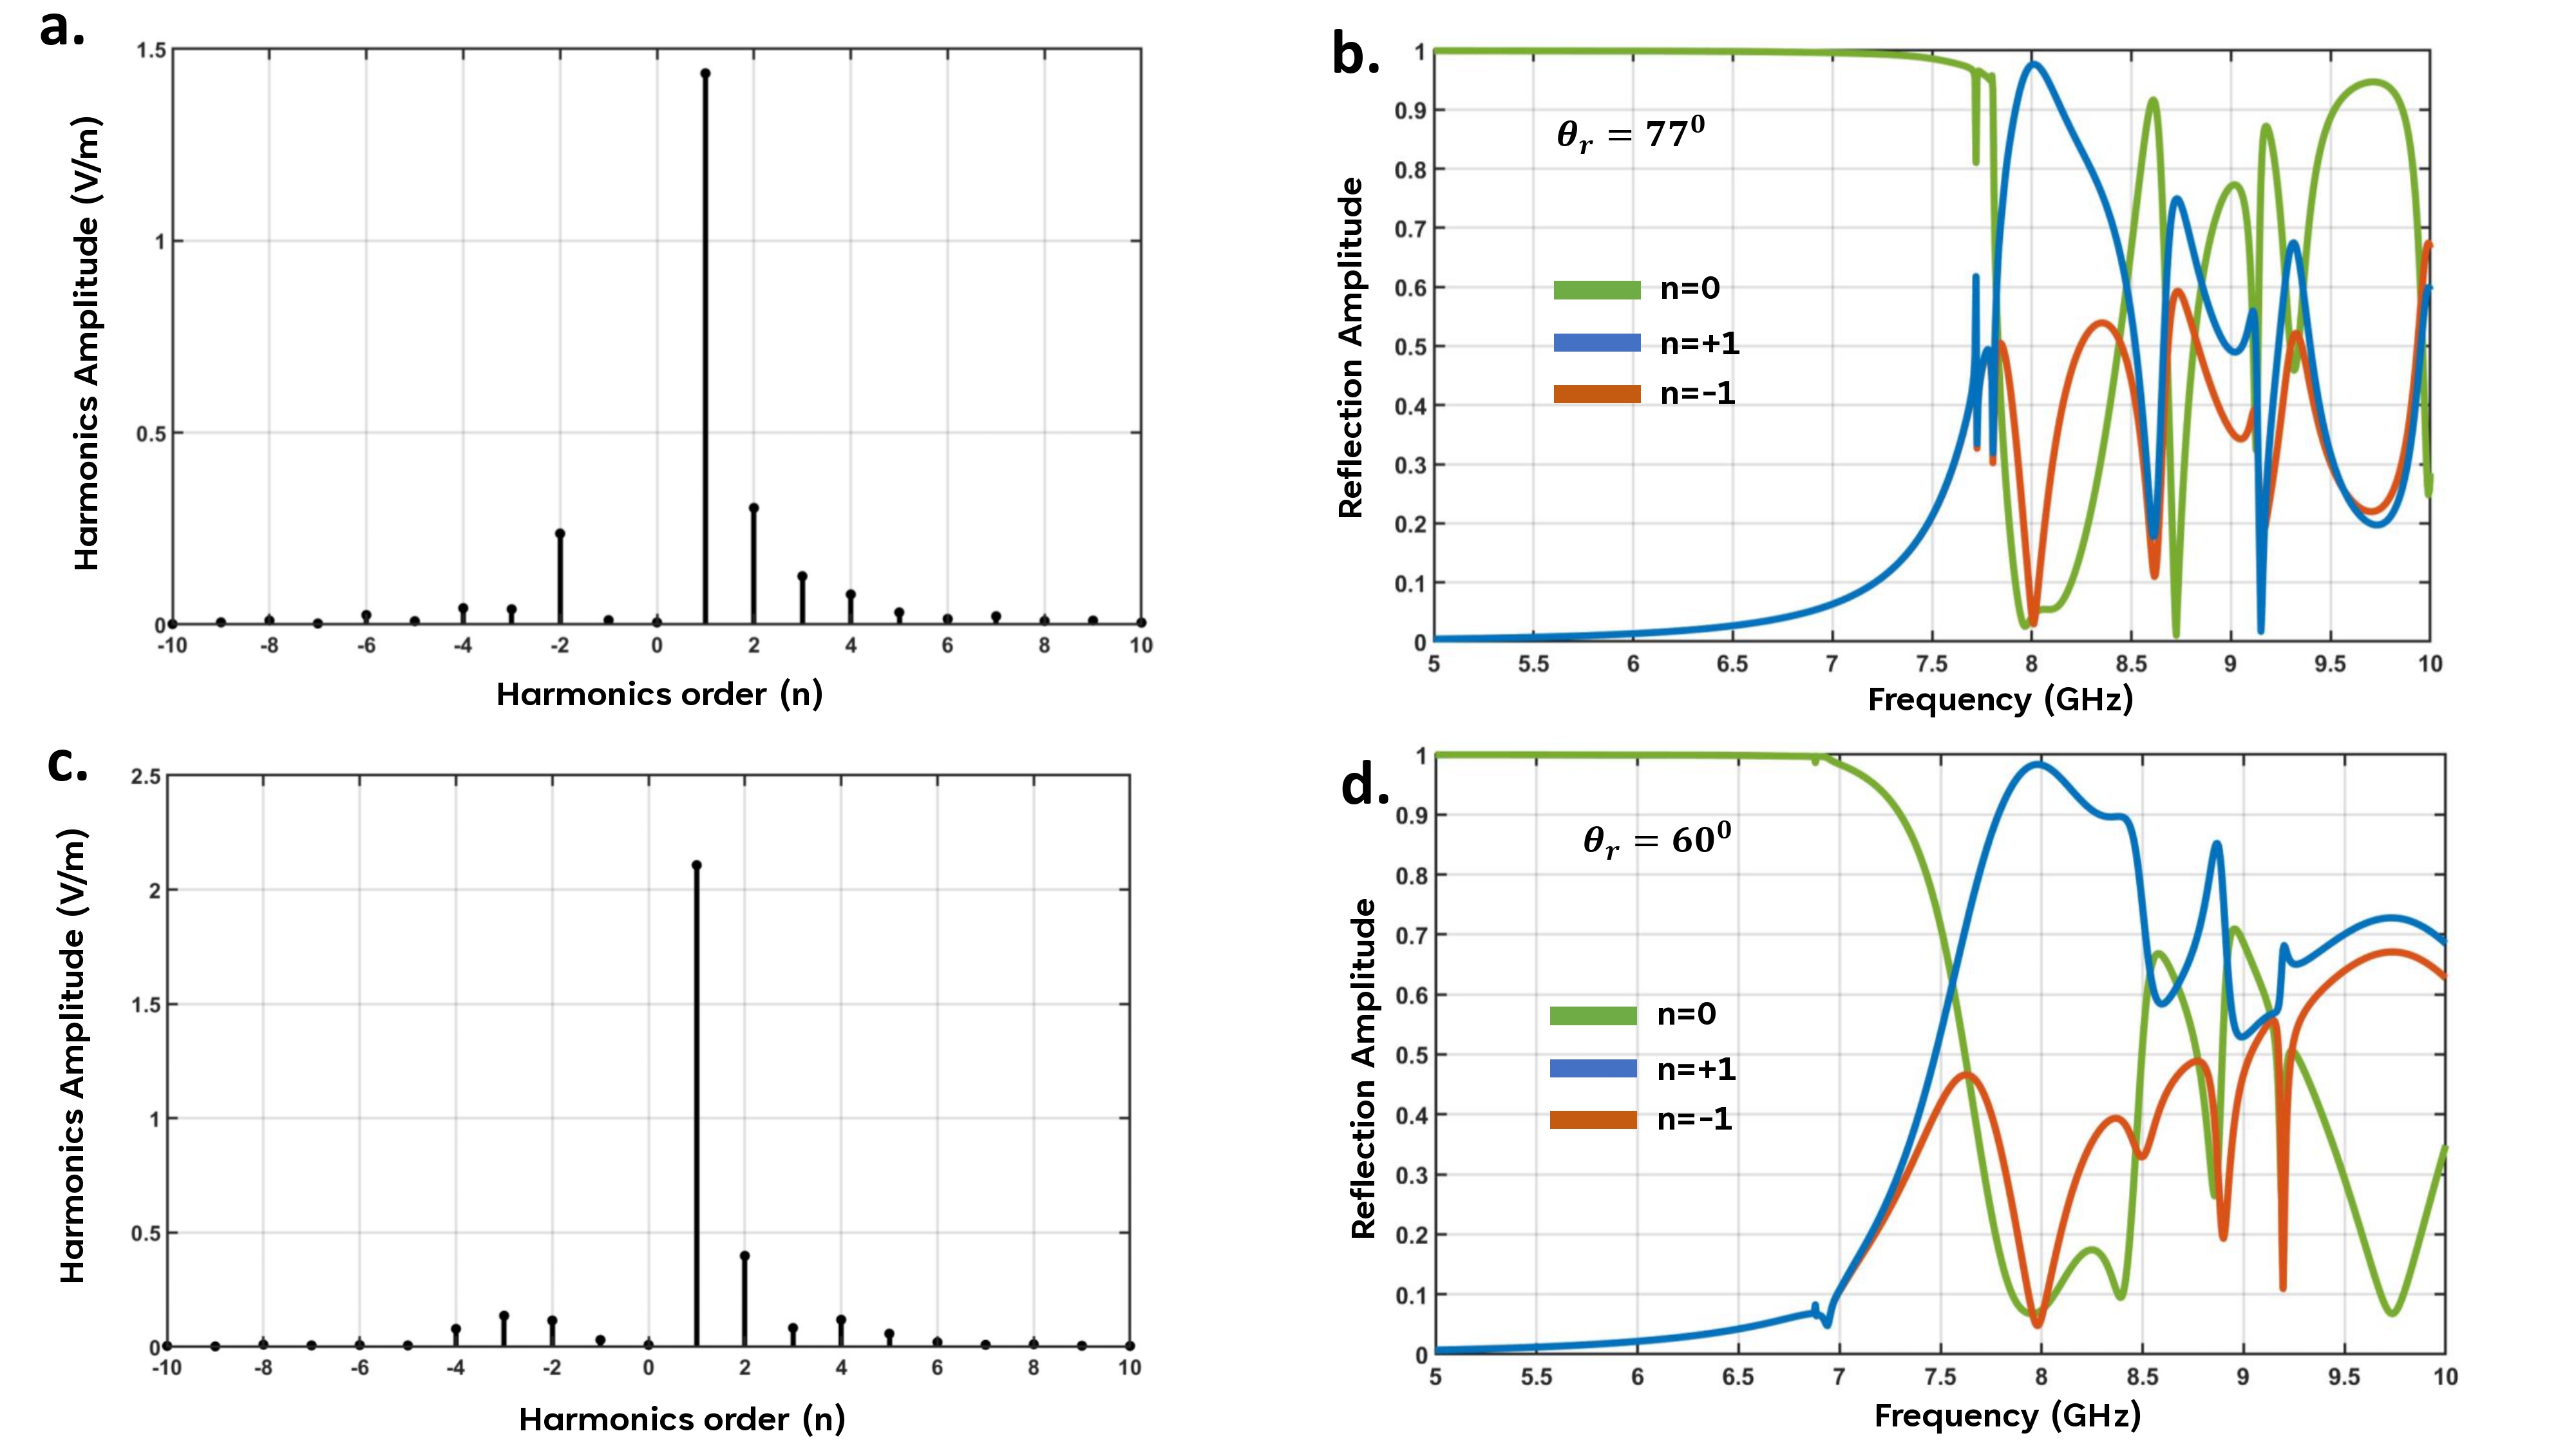 a.
1.5
1
0.5
0
-10 -8 -6 -4 -2 0 2 4 6 8 10
Harmonics Amplitude (V/m)
Harmonics order (n)
b.
1
0.9
0.8
0.7
0.6
0.5
0.4
0.3
0.2
0.1
0
5 5.5 6 6.5 7 7.5 8 8.5 9 9.5 10
θr = 77⁰
n=0
n=+1
n=-1
Reflection Amplitude
Frequency (GHz)
c.
2.5
2
1.5
1
0.5
0
-10 -8 -6 -4 -2 0 2 4 6 8 10
Harmonics Amplitude (V/m)
Harmonics order (n)
d.
1
0.9
0.8
0.7
0.6
0.5
0.4
0.3
0.2
0.1
0
5 5.5 6 6.5 7 7.5 8 8.5 9 9.5 10
θr = 60⁰
n=0
n=+1
n=-1
Reflection Amplitude
Frequency (GHz)